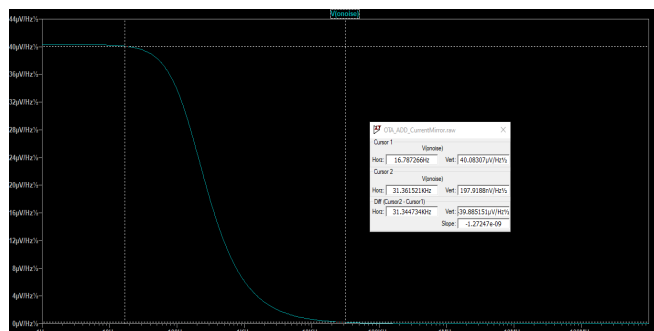 V(onoise)
44µV/Hz½
40µV/Hz½
36µV/Hz½
32µV/Hz½
28µV/Hz½
24µV/Hz½
20µV/Hz½
16µV/Hz½
12µV/Hz½
8µV/Hz½
4µV/Hz½
0µV/Hz½
OTA_ADD_CurrentMirror.raw
Cursor 1
V(onoise)
Horz: 16.787266Hz Vert: 40.08307µV/Hz½
Cursor 2
V(onoise)
Horz: 31.361521KHz Vert: 197.9188nV/Hz½
Diff (Cursor2 - Cursor1)
Horz: 31.344734KHz Vert: -39.885151µV/Hz½
Slope: -1.27247e-09